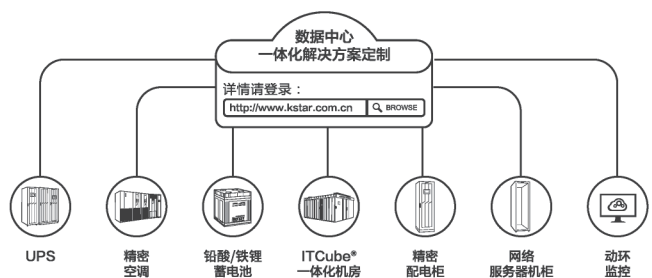 数据中心
一体化解决方案定制
详情请登录：
http://www.kstar.com.cn
BROWSE
UPS
精密
空调
铅酸/铁锂
蓄电池
ITCube®
一体化机房
精密
配电柜
网络
服务器机柜
动环
监控